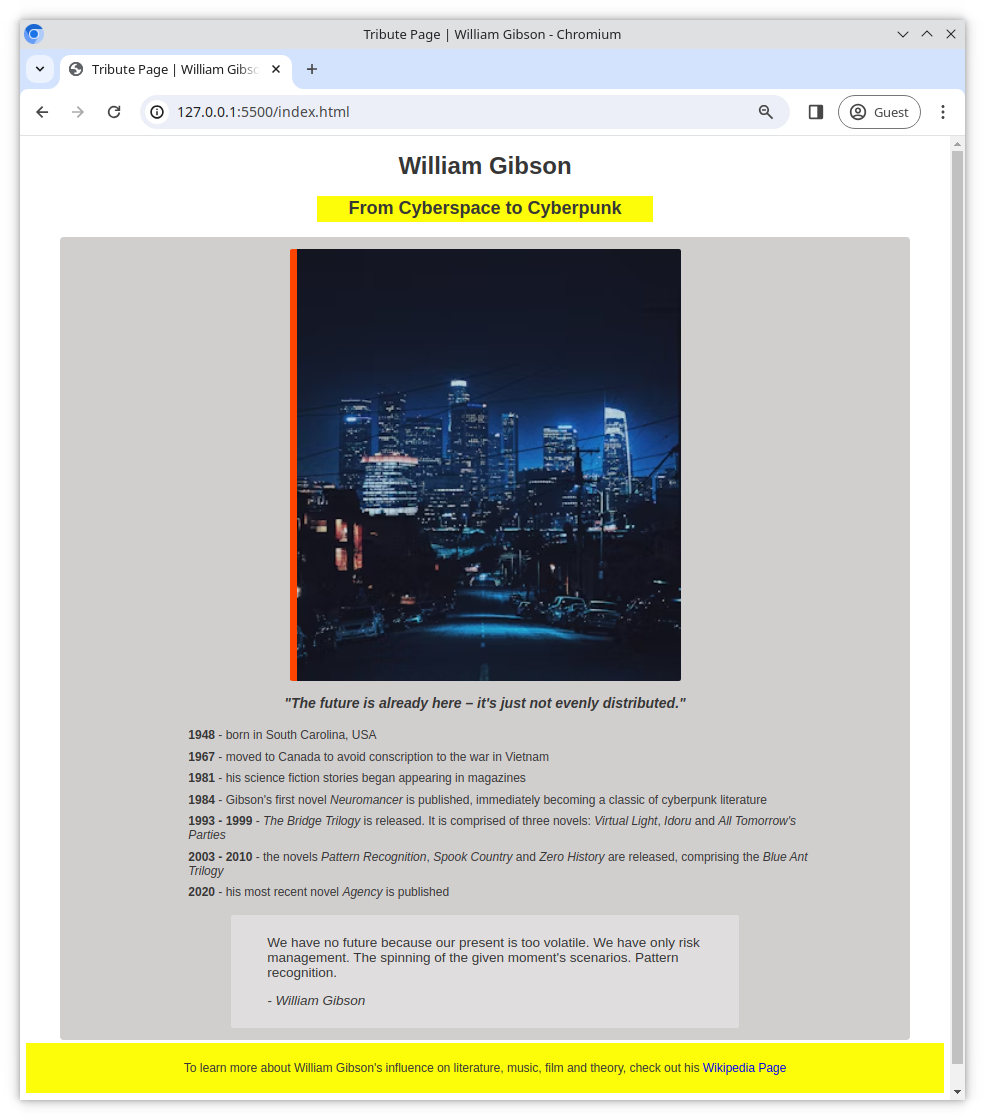 Tribute Page | William Gibson - Chromium
Tribute Page | William Gibs
127.0.0.1:5500/index.html
Guest
William Gibson
From Cyberspace to Cyberpunk
"The future is already here – it's just not evenly distributed."
1948 - born in South Carolina, USA
1967 - moved to Canada to avoid conscription to the war in Vietnam
1981 - his science fiction stories began appearing in magazines
1984 - Gibson's first novel Neuromancer is published, immediately becoming a classic of cyberpunk literature
1993 - 1999 - The Bridge Trilogy is released. It is comprised of three novels: Virtual Light, Idoru and All Tomorrow's
Parties
2003 - 2010 - the novels Pattern Recognition, Spook Country and Zero History are released, comprising the Blue Ant
Trilogy
2020 - his most recent novel Agency is published
We have no future because our present is too volatile. We have only risk
management. The spinning of the given moment's scenarios. Pattern
recognition.
- William Gibson
To learn more about William Gibson's influence on literature, music, film and theory, check out his Wikipedia Page